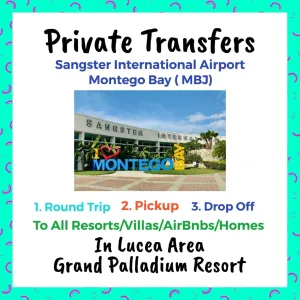 Private Transfers
Sangster International Airport
Montego Bay ( MBJ)
SANGSTER INTERNA
I ❤ MONTEGO BAY
1. Round Trip 2. Pickup 3. Drop Off
To All Resorts/Villas/AirBnbs/Homes
In Lucea Area
Grand Palladium Resort